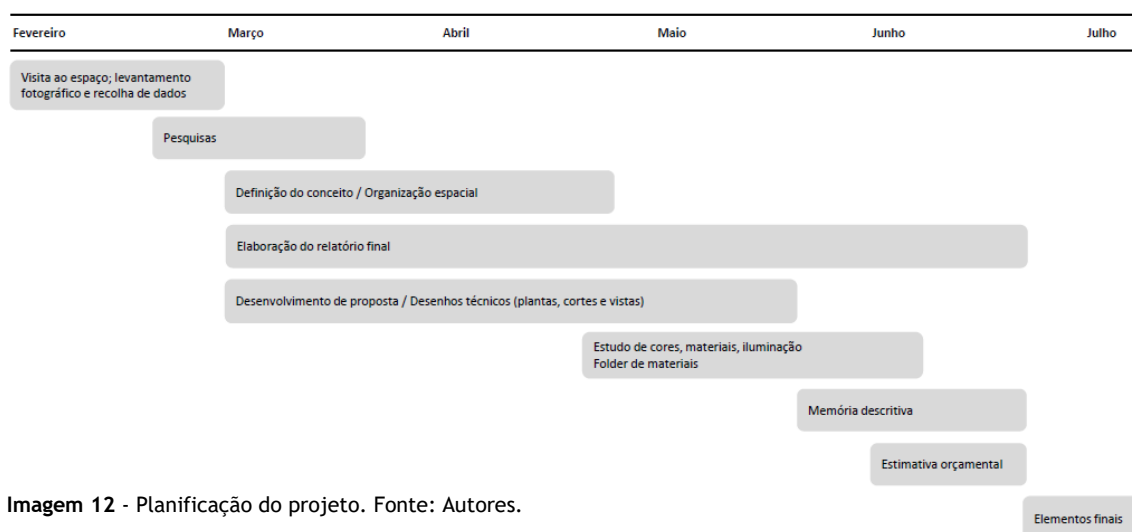 Fevereiro Março Abril Maio Junho Julho
Visita ao espaço; levantamento
fotográfico e recolha de dados
Pesquisas
Definição do conceito / Organização espacial
Elaboração do relatório final
Desenvolvimento de proposta / Desenhos técnicos (plantas, cortes e vistas)
Estudo de cores, materiais, iluminação
Folder de materiais
Memória descritiva
Estimativa orçamental
Imagem 12 - Planificação do projeto. Fonte: Autores.
Elementos finais